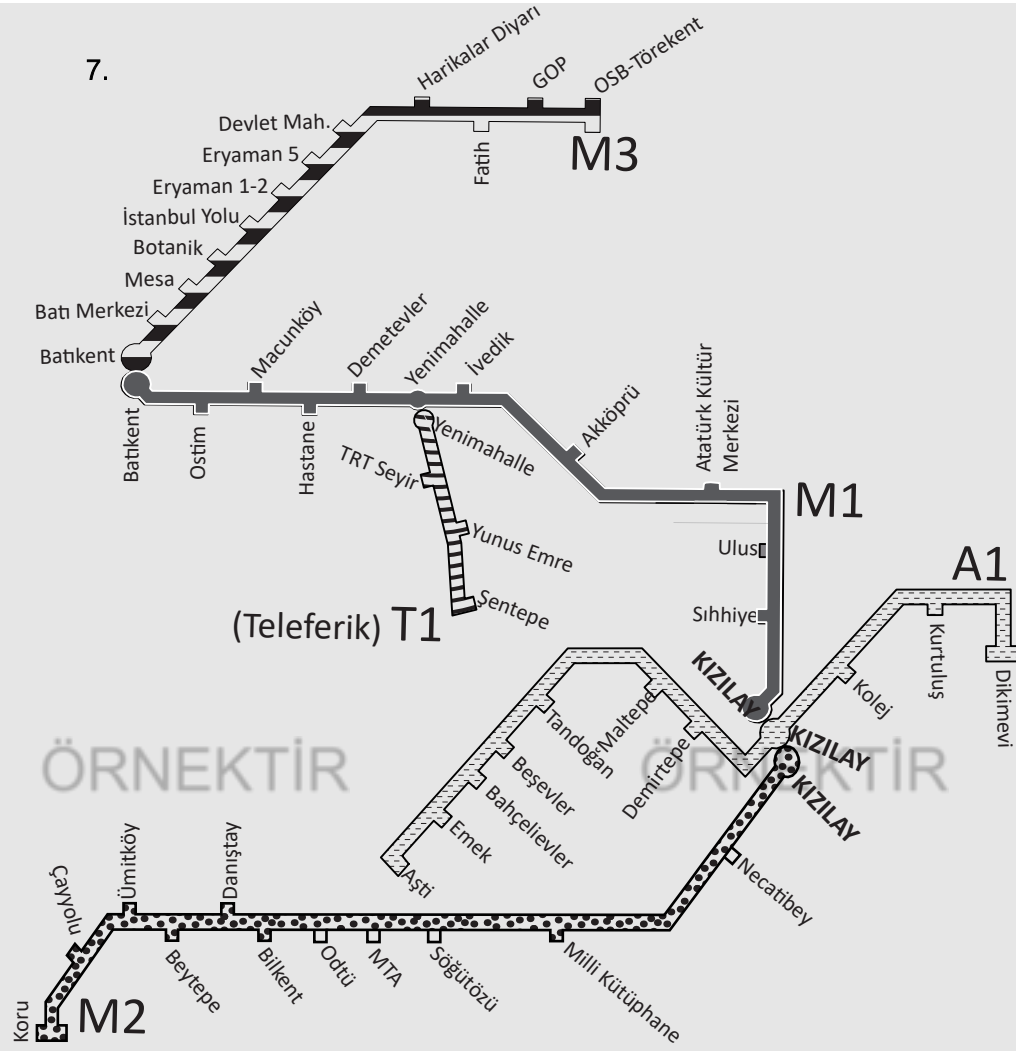 7.
Harikalar Diyarı
GOP
OSB-Törekent
Devlet Mah.
Eryaman 5
Eryaman 1-2
İstanbul Yolu
Botanik
Mesa
Batı Merkezi
Batıkent
Fatih
M3
Batıkent
Ostim
Macunköy
Hastane
Demetevler
Yenimahalle
İvedik
Akköprü
Atatürk Kültür
Merkezi
M1
Ulus
Sıhhiye
KIZILAY
Yenimahalle
TRT Seyir
Yunus Emre
Şentepe
(Teleferik) T1
A1
Dikimevi
Kurtuluş
Kolej
KIZILAY
Demirtepe
Maltepe
Tandoğan
Beşevler
Bahçelievler
Emek
Aşti
ÖRNEKTİR
ÖRNEKTİR
KIZILAY
Necatibey
Milli Kütüphane
Söğütözü
MTA
Odtü
Bilkent
Danıştay
Beytepe
Ümitköy
Çayyolu
Koru
M2